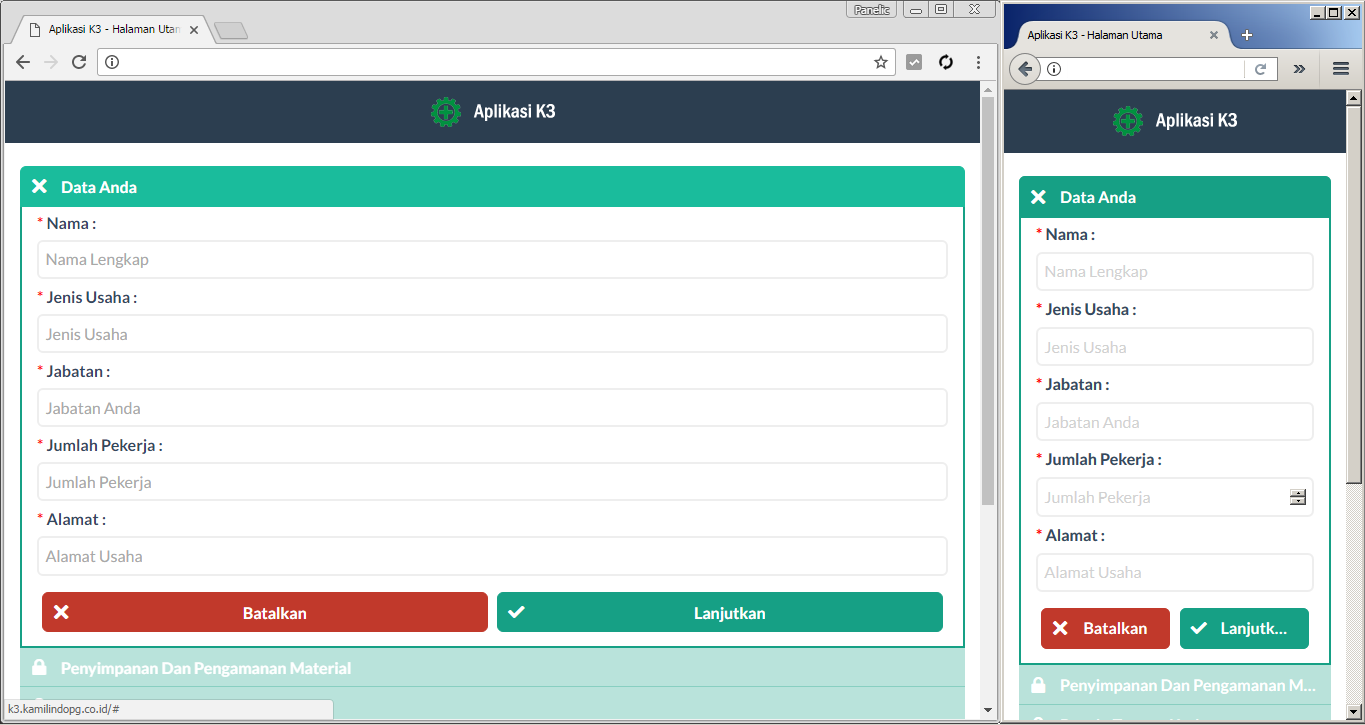 Panelic
Aplikasi K3 - Halaman Utan
Aplikasi K3
Data Anda
* Nama :
Nama Lengkap
* Jenis Usaha :
Jenis Usaha
* Jabatan :
Jabatan Anda
* Jumlah Pekerja :
Jumlah Pekerja
* Alamat :
Alamat Usaha
Batalkan
Lanjutkan
Penyimpanan Dan Pengamanan Material
k3.kamilindopg.co.id/#
Aplikasi K3 - Halaman Utama
Aplikasi K3
Data Anda
* Nama :
Nama Lengkap
* Jenis Usaha :
Jenis Usaha
* Jabatan :
Jabatan Anda
* Jumlah Pekerja :
Jumlah Pekerja
* Alamat :
Alamat Usaha
Batalkan
Lanjutk...
Penyimpanan Dan Pengamanan M...